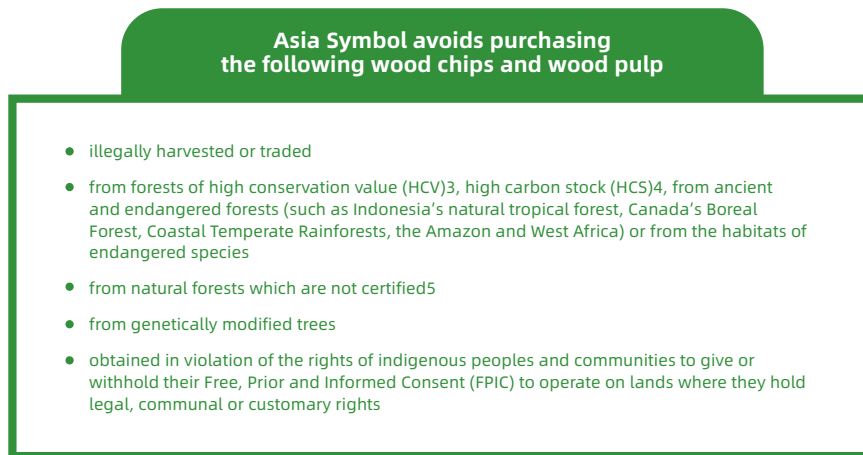 Asia Symbol avoids purchasing
the following wood chips and wood pulp
• illegally harvested or traded
• from forests of high conservation value (HCV)3, high carbon stock (HCS)4, from ancient
and endangered forests (such as Indonesia's natural tropical forest, Canada's Boreal
Forest, Coastal Temperate Rainforests, the Amazon and West Africa) or from the habitats of
endangered species
• from natural forests which are not certified5
• from genetically modified trees
• obtained in violation of the rights of indigenous peoples and communities to give or
withhold their Free, Prior and Informed Consent (FPIC) to operate on lands where they hold
legal, communal or customary rights